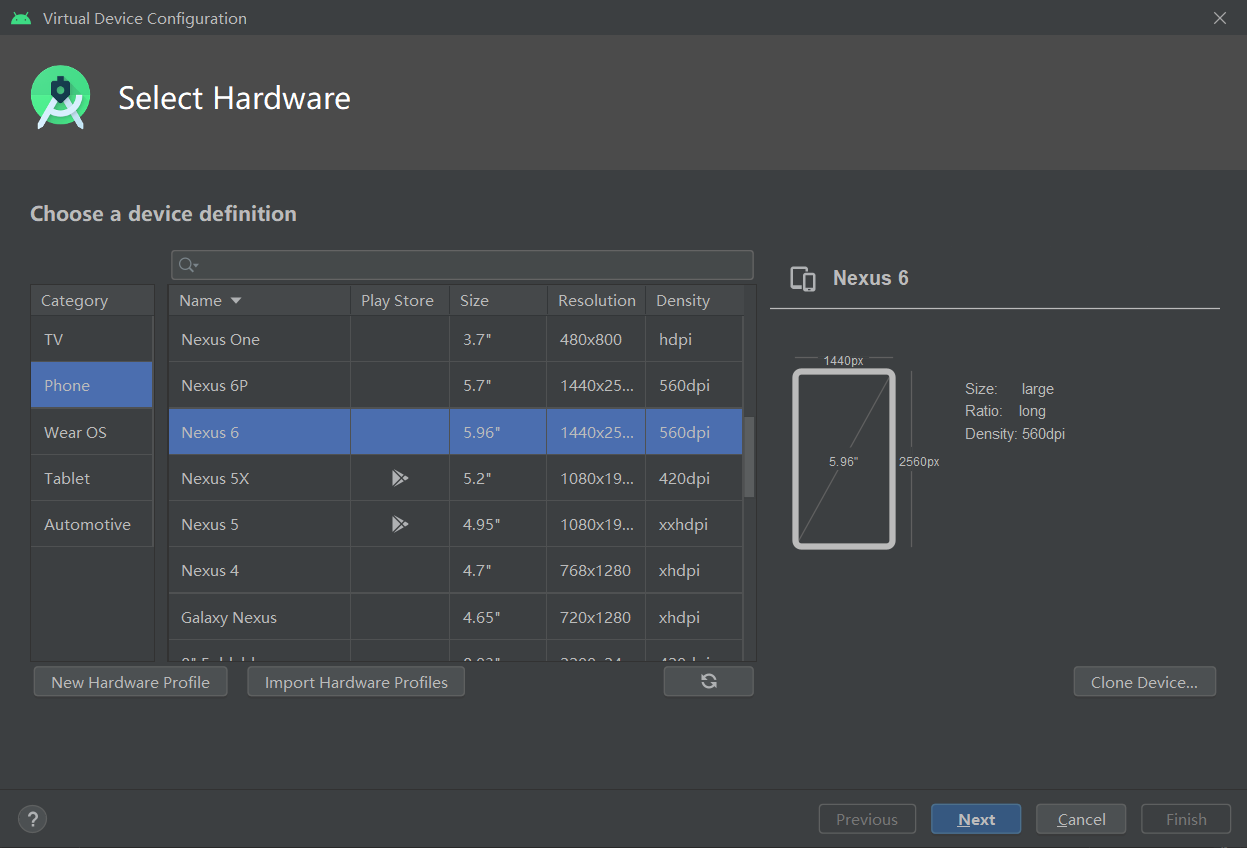 Virtual Device Configuration
Select Hardware
Choose a device definition
Category
TV
Phone
Wear OS
Tablet
Automotive
Name Play Store Size Resolution Density
Nexus One 3.7" 480x800 hdpi
Nexus 6P 5.7" 1440x25... 560dpi
Nexus 6 5.96" 1440x25... 560dpi
Nexus 5X 5.2" 1080x19... 420dpi
Nexus 5 4.95" 1080x19... xxhdpi
Nexus 4 4.7" 768x1280 xhdpi
Galaxy Nexus 4.65" 720x1280 xhdpi
Nexus 6
1440px
5.96"
2560px
Size: large
Ratio: long
Density: 560dpi
New Hardware Profile Import Hardware Profiles Clone Device...
? Previous Next Cancel Finish